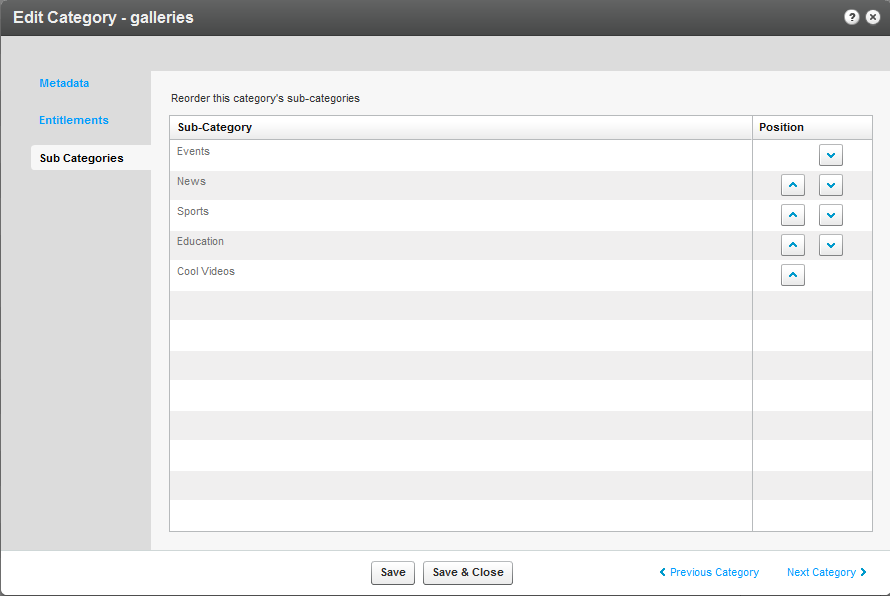 Edit Category - galleries
?
Metadata
Entitlements
Sub Categories
Reorder this category's sub-categories
Sub-Category Position
Events
News
Sports
Education
Cool Videos
Save Save & Close Previous Category Next Category